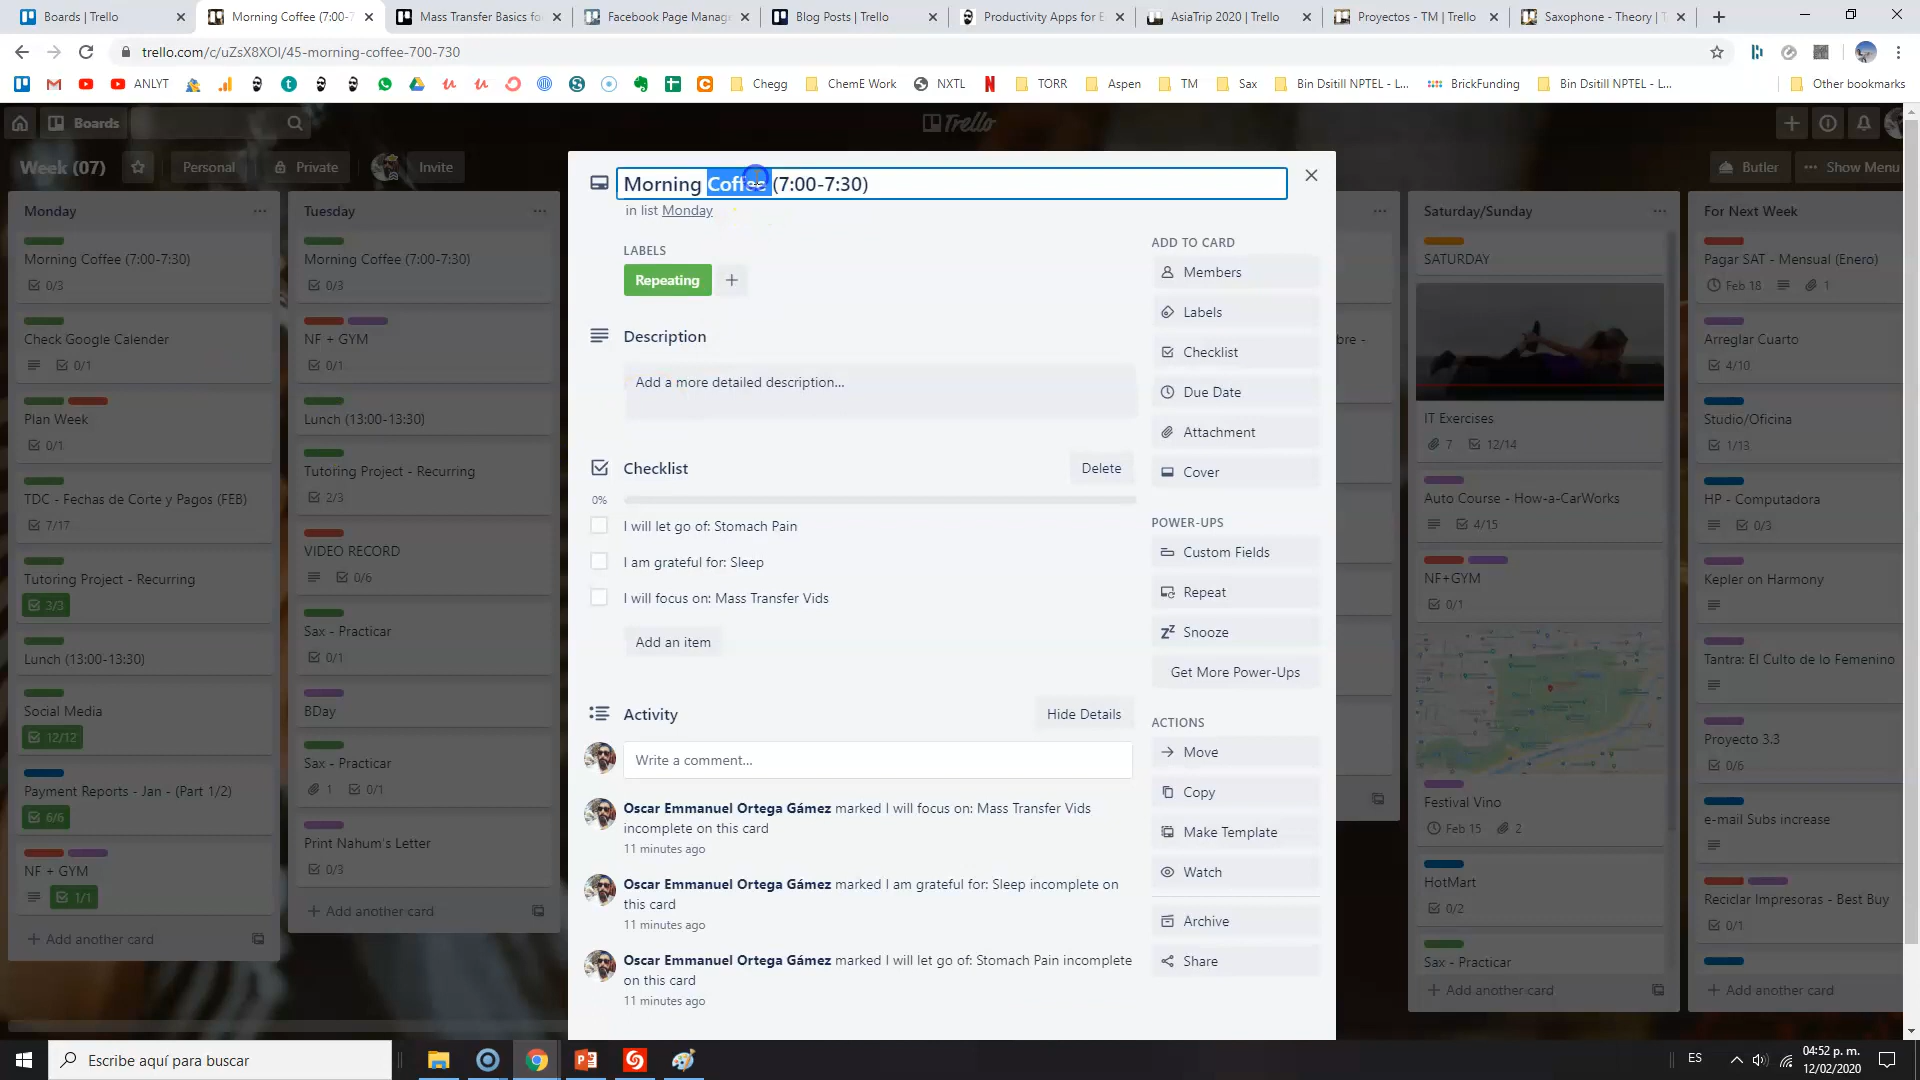 Boards | Trello
Morning Coffee (7:00-7
Mass Transfer Basics fo
Facebook Page Manag
Blog Posts | Trello
Productivity Apps for E
AsiaTrip 2020 | Trello
Proyectos - TM | Trello
Saxophone - Theory | T
trello.com/c/uZsX8XOl/45-morning-coffee-700-730
ANLYT
Chegg
ChemE Work
NXTL
TORR
Aspen
TM
Sax
Bin Dsitill NPTEL - L...
BrickFunding
Bin Dsitill NPTEL - L...
Other bookmarks
Boards
Trello
Week (07)
Personal
Private
Invite
Butler
Show Menu
Monday
Morning Coffee (7:00-7:30)
0/3
Check Google Calender
0/1
Plan Week
0/1
TDC - Fechas de Corte y Pagos (FEB)
7/17
Tutoring Project - Recurring
3/3
Lunch (13:00-13:30)
Social Media
12/12
Payment Reports - Jan - (Part 1/2)
6/6
NF + GYM
1/1
+ Add another card
Tuesday
Morning Coffee (7:00-7:30)
0/3
NF + GYM
0/1
Lunch (13:00-13:30)
Tutoring Project - Recurring
2/3
VIDEO RECORD
0/6
Sax - Practicar
0/1
BDay
Sax - Practicar
1 0/1
Print Nahum's Letter
0/3
+ Add another card
Morning Coffee (7:00-7:30)
in list Monday
LABELS
Repeating
Description
Add a more detailed description...
Checklist
Delete
0%
I will let go of: Stomach Pain
I am grateful for: Sleep
I will focus on: Mass Transfer Vids
Add an item
Activity
Hide Details
Write a comment...
Oscar Emmanuel Ortega Gámez marked I will focus on: Mass Transfer Vids
incomplete on this card
11 minutes ago
Oscar Emmanuel Ortega Gámez marked I am grateful for: Sleep incomplete on
this card
11 minutes ago
Oscar Emmanuel Ortega Gámez marked I will let go of: Stomach Pain incomplete
on this card
11 minutes ago
ADD TO CARD
Members
Labels
Checklist
Due Date
Attachment
Cover
POWER-UPS
Custom Fields
Repeat
Snooze
Get More Power-Ups
ACTIONS
Move
Copy
Make Template
Watch
Archive
Share
bre -
Saturday/Sunday
SATURDAY
IT Exercises
7 12/14
Auto Course - How-a-CarWorks
4/15
NF+GYM
0/1
Festival Vino
Feb 15 2
HotMart
0/2
Sax - Practicar
+ Add another card
For Next Week
Pagar SAT - Mensual (Enero)
Feb 18 1
Arreglar Cuarto
4/10
Studio/Oficina
1/13
HP - Computadora
0/3
Kepler on Harmony
Tantra: El Culto de lo Femenino
Proyecto 3.3
0/6
e-mail Subs increase
Reciclar Impresoras - Best Buy
0/1
+ Add another card
Escribe aquí para buscar
ES
04:52 p. m.
12/02/2020